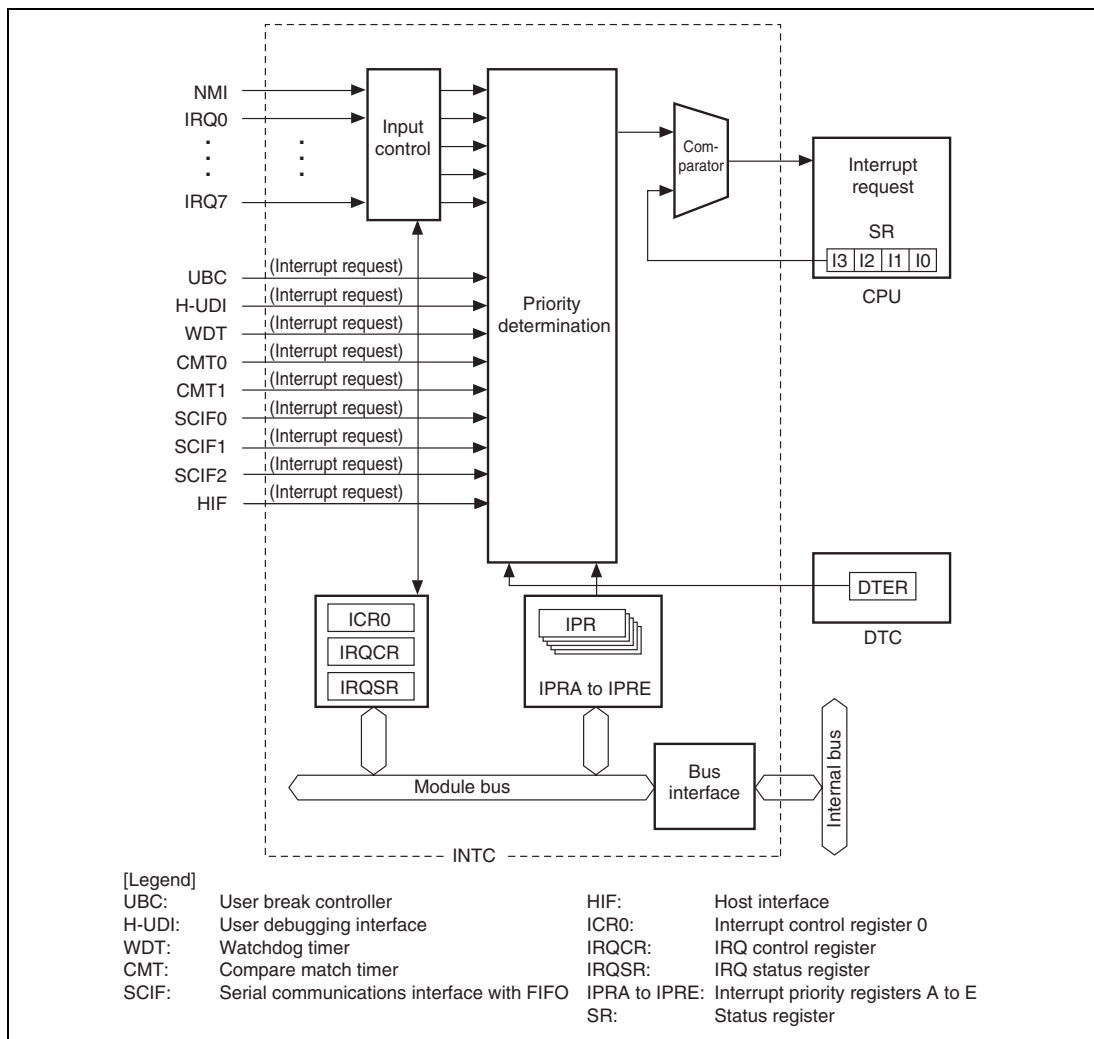 NMI
IRQ0
IRQ7
Input
control
UBC (Interrupt request)
H-UDI (Interrupt request)
WDT (Interrupt request)
CMT0 (Interrupt request)
CMT1 (Interrupt request)
SCIF0 (Interrupt request)
SCIF1 (Interrupt request)
SCIF2 (Interrupt request)
HIF (Interrupt request)
Priority
determination
Com-
parator
Interrupt
request
SR
I3 I2 I1 I0
CPU
DTER
DTC
ICR0
IRQCR
IRQSR
IPR
IPRA to IPRE
Module bus
Bus
interface
Internal bus
INTC
[Legend]
UBC: User break controller
H-UDI: User debugging interface
WDT: Watchdog timer
CMT: Compare match timer
SCIF: Serial communications interface with FIFO
HIF: Host interface
ICR0: Interrupt control register 0
IRQCR: IRQ control register
IRQSR: IRQ status register
IPRA to IPRE: Interrupt priority registers A to E
SR: Status register